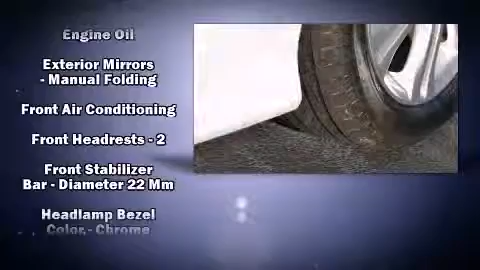 Engine Oil
Exterior Mirrors
- Manual Folding
Front Air Conditioning
Front Headrests - 2
Front Stabilizer
Bar - Diameter 22 Mm
Headlamp Bezel
Color - Chrome